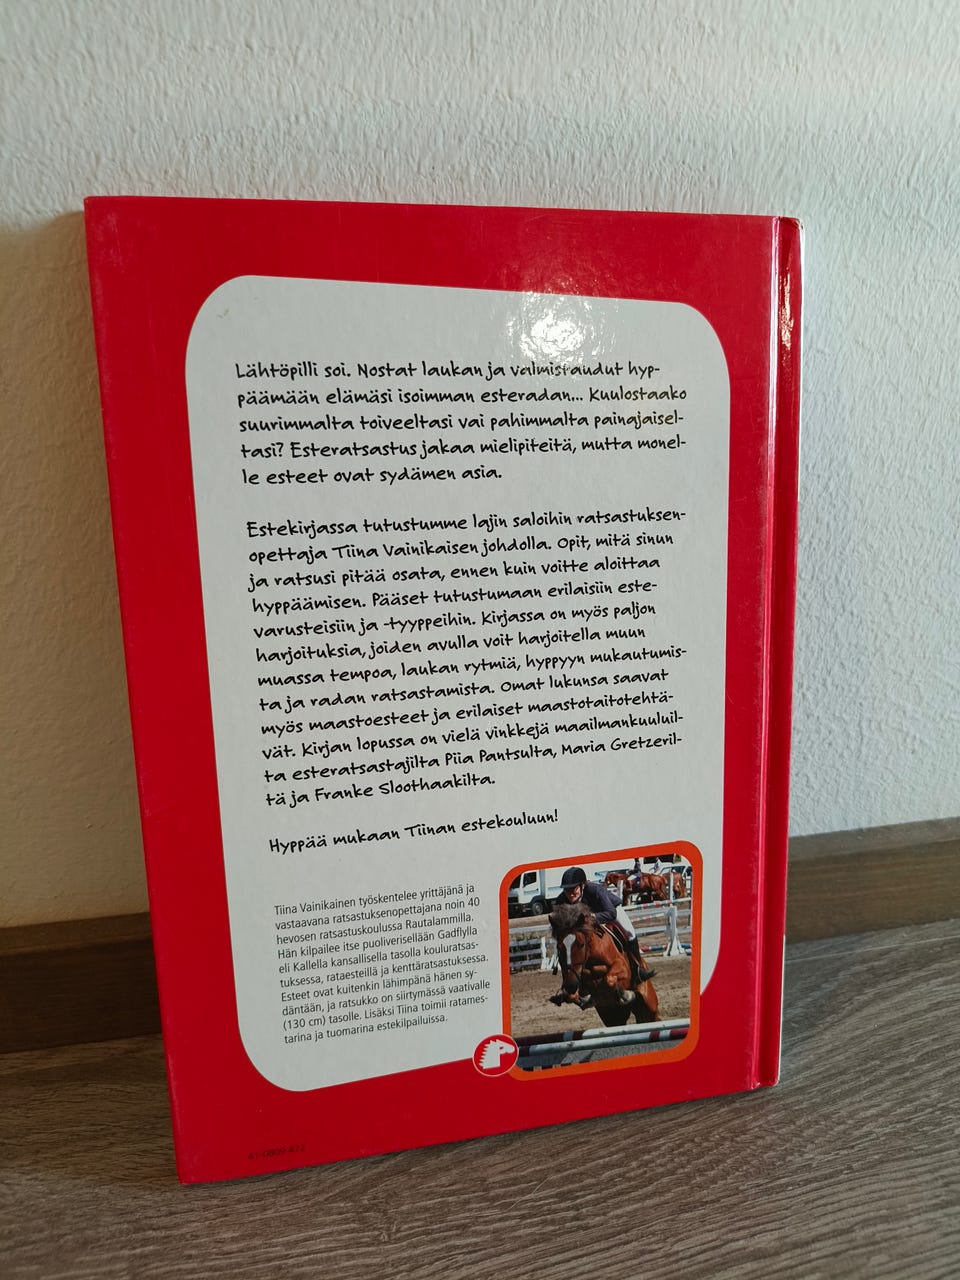 Lähtöpilli soi. Nostat laukan ja valmistaudut hyp-
päämään elämäsi isoimman esteradan... Kuulostaako
suurimmalta toiveeltasi vai pahimmalta painajaisel-
tasi? Esteratsastus jakaa mielipiteitä, mutta monel-
le esteet ovat sydämen asia.
Estekirjassa tutustumme lajin saloihin ratsastuksen-
opettaja Tiina Vainikaisen johdolla. Opit, mitä sinun
ja ratsusi pitää osata, ennen kuin voitte aloittaa
hyppäämisen. Pääset tutustumaan erilaisiin este-
varusteisiin ja -tyyppeihin. Kirjassa on myös paljon
harjoituksia, joiden avulla voit harjoitella muun
muassa tempoa, laukan rytmiä, hyppyyn mukautumis-
ta ja radan ratsastamista. Omat lukunsa saavat
myös maastoesteet ja erilaiset maastotaitotehtä-
vät. Kirjan lopussa on vielä vinkkejä maailmankuuluil-
ta esteratsastajilta Piia Pantsulta, Maria Gretzeril-
tä ja Franke Sloothaakilta.
Hyppää mukaan Tiinan estekouluun!
Tiina Vainikainen työskentelee yrittäjänä ja
vastaavana ratsastuksenopettajana noin 40
hevosen ratsastuskoulussa Rautalammilla.
Hän kilpailee itse puoliverisellään Gadflyllä
eli Kallella kansallisella tasolla kouluratsas-
tuksessa, rataesteillä ja kenttäratsastuksessa.
Esteet ovat kuitenkin lähimpänä hänen sy-
däntään, ja ratsukko on siirtymässä vaativalle
(130 cm) tasolle. Lisäksi Tiina toimii ratames-
tarina ja tuomarina estekilpailuissa.
41-0809-472